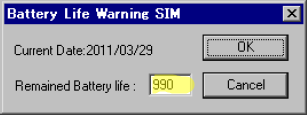 Battery Life Warning SIM
Current Date:2011/03/29 OK
Remained Battery life : 990 Cancel